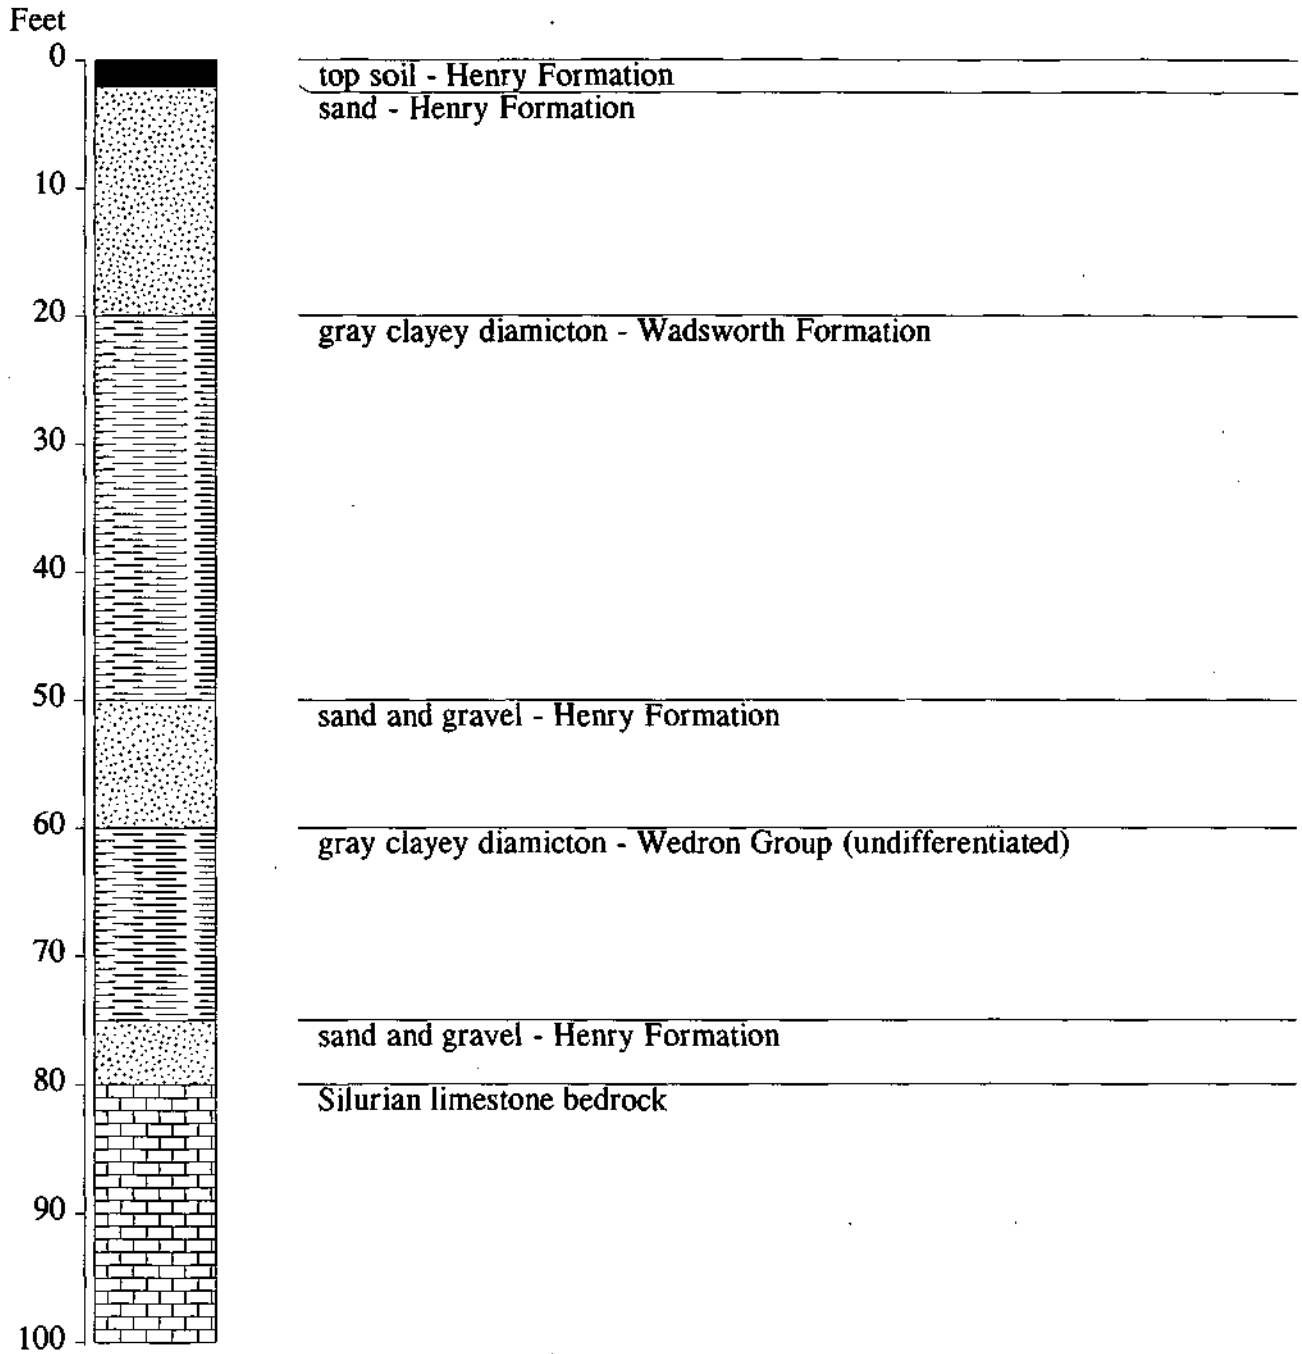 Feet
0
top soil - Henry Formation
sand - Henry Formation
10
20
gray clayey diamicton - Wadsworth Formation
30
40
50
sand and gravel - Henry Formation
60
gray clayey diamicton - Wedron Group (undifferentiated)
70
sand and gravel - Henry Formation
80
Silurian limestone bedrock
90
100